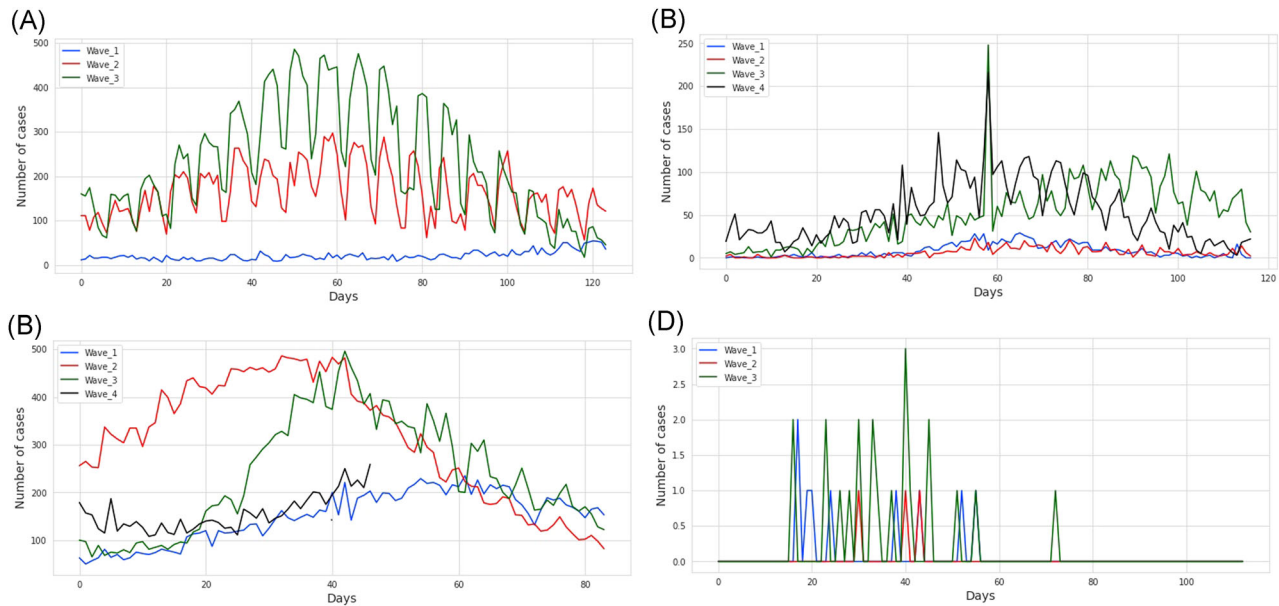 (A)
Wave_1
Wave_2
Wave_3
Number of cases
500
400
300
200
100
0
0 20 40 60 80 100 120
Days
(B)
Wave_1
Wave_2
Wave_3
Wave_4
Number of cases
250
200
150
100
50
0
0 20 40 60 80 100 120
Days
(B)
Wave_1
Wave_2
Wave_3
Wave_4
Number of cases
500
400
300
200
100
0 20 40 60 80
Days
(D)
Wave_1
Wave_2
Wave_3
Number of cases
3.0
2.5
2.0
1.5
1.0
0.5
0.0
0 20 40 60 80 100
Days